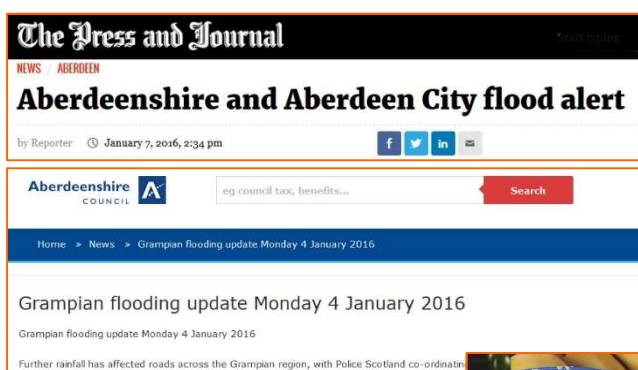 The Press and Journal
Start typing
NEWS / ABERDEEN
Aberdeenshire and Aberdeen City flood alert
by Reporter January 7, 2016, 2:34 pm
f in
Aberdeenshire
COUNCIL
eg council tax, benefits...
Search
Home » News » Grampian flooding update Monday 4 January 2016
Grampian flooding update Monday 4 January 2016
Grampian flooding update Monday 4 January 2016
Further rainfall has affected roads across the Grampian region, with Police Scotland co-ordinatin